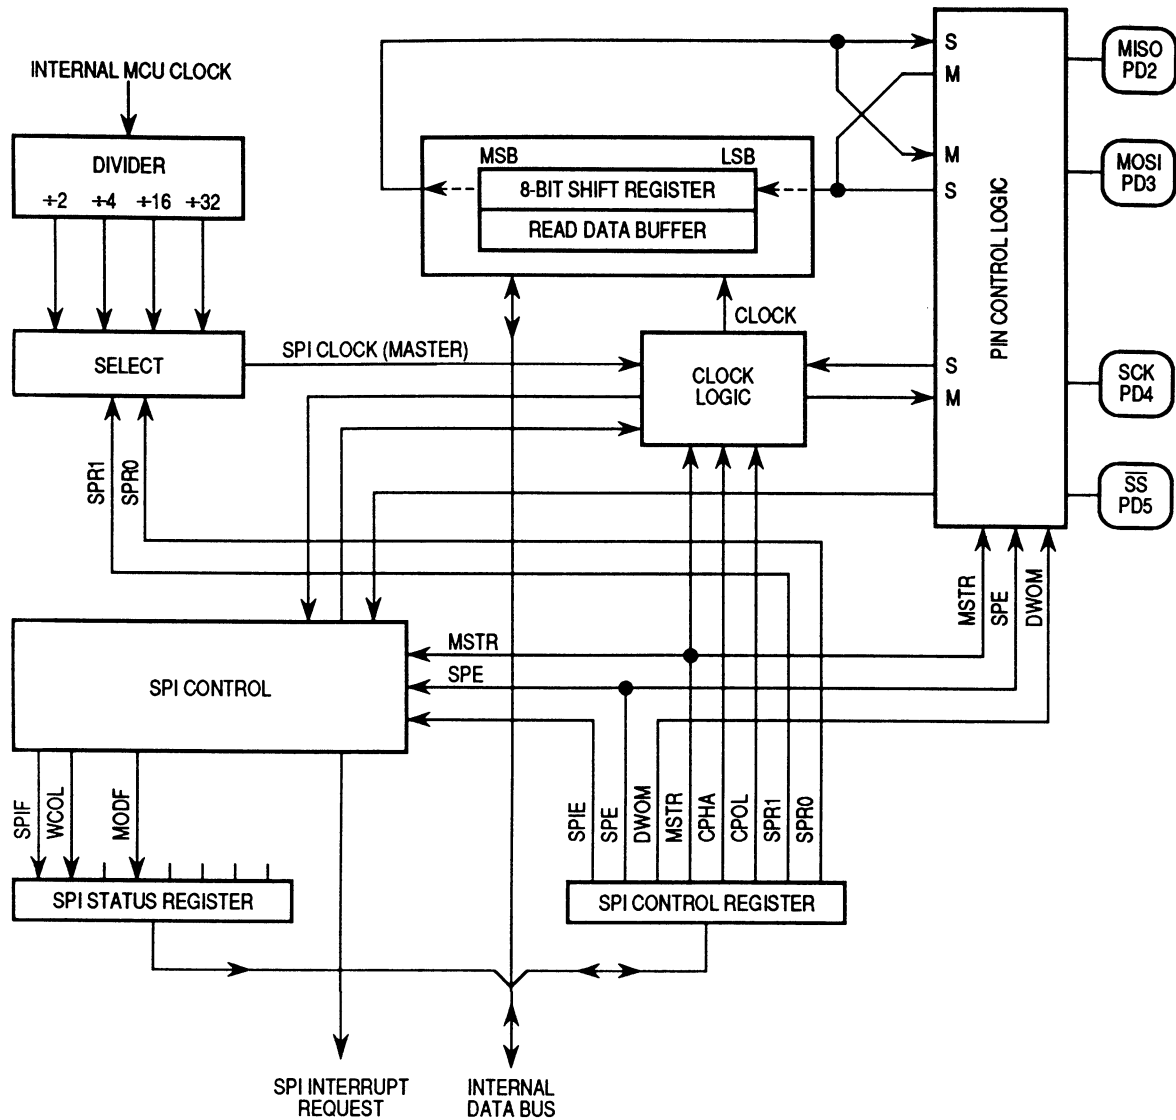 INTERNAL MCU CLOCK
DIVIDER
÷2 ÷4 ÷16 ÷32
SELECT
SPI CLOCK (MASTER)
SPR1
SPR0
MSB LSB
8-BIT SHIFT REGISTER
READ DATA BUFFER
CLOCK
CLOCK
LOGIC
S
M
M
S
S
M
PIN CONTROL LOGIC
MISO
PD2
MOSI
PD3
SCK
PD4
SS
PD5
MSTR
SPE
DWOM
SPI CONTROL
MSTR
SPE
SPIF
WCOL
MODF
SPI STATUS REGISTER
SPIE
SPE
DWOM
MSTR
CPHA
CPOL
SPR1
SPR0
SPI CONTROL REGISTER
SPI INTERRUPT
REQUEST
INTERNAL
DATA BUS